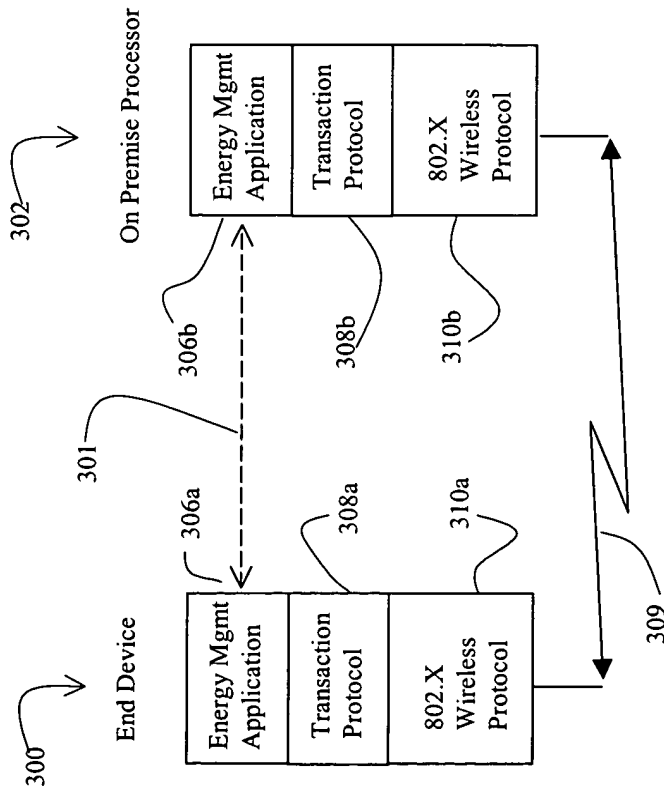 300
302
End Device
On Premise Processor
306a
301
306b
Energy Mgmt
Application
Energy Mgmt
Application
Transaction
Protocol
308a
308b
Transaction
Protocol
802.X
Wireless
Protocol
310a
310b
802.X
Wireless
Protocol
309